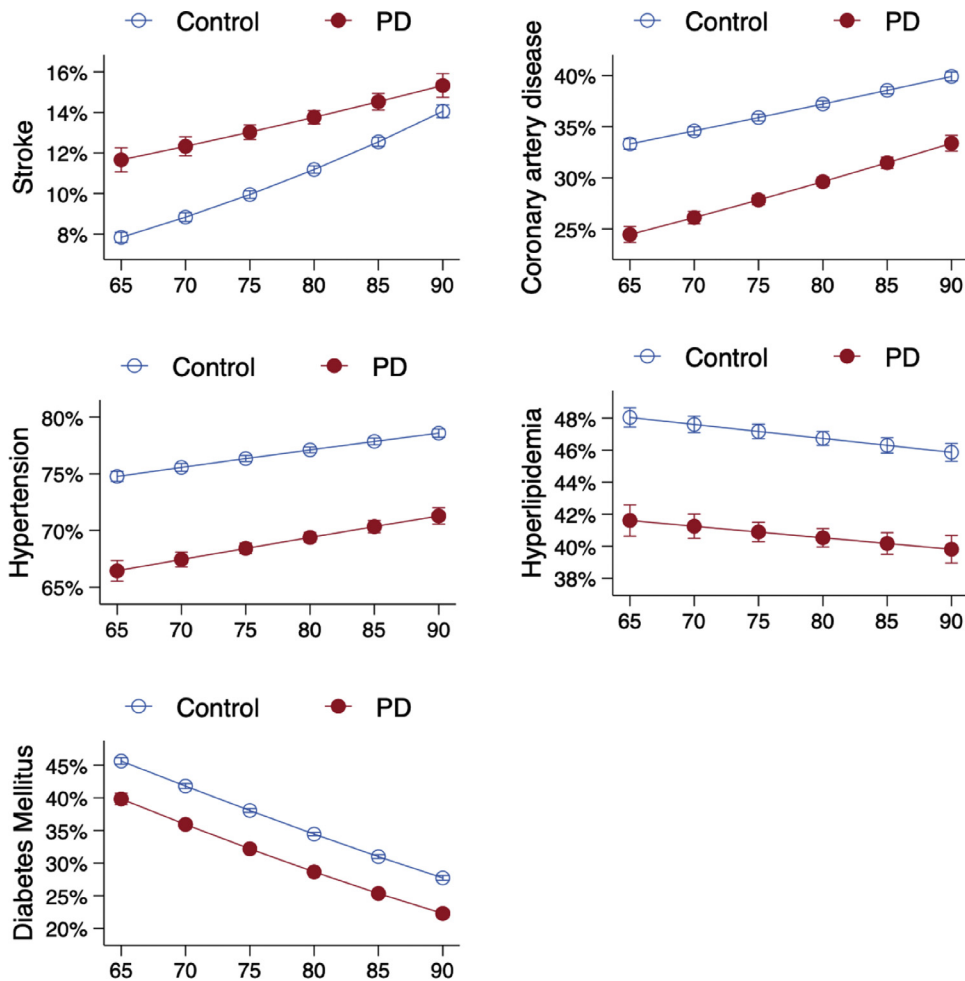 Control PD
Stroke
16%
14%
12%
10%
8%
65 70 75 80 85 90
Control PD
Coronary artery disease
40%
35%
30%
25%
65 70 75 80 85 90
Control PD
Hypertension
80%
75%
70%
65%
65 70 75 80 85 90
Control PD
Hyperlipidemia
48%
46%
44%
42%
40%
38%
65 70 75 80 85 90
Control PD
Diabetes Mellitus
45%
40%
35%
30%
25%
20%
65 70 75 80 85 90